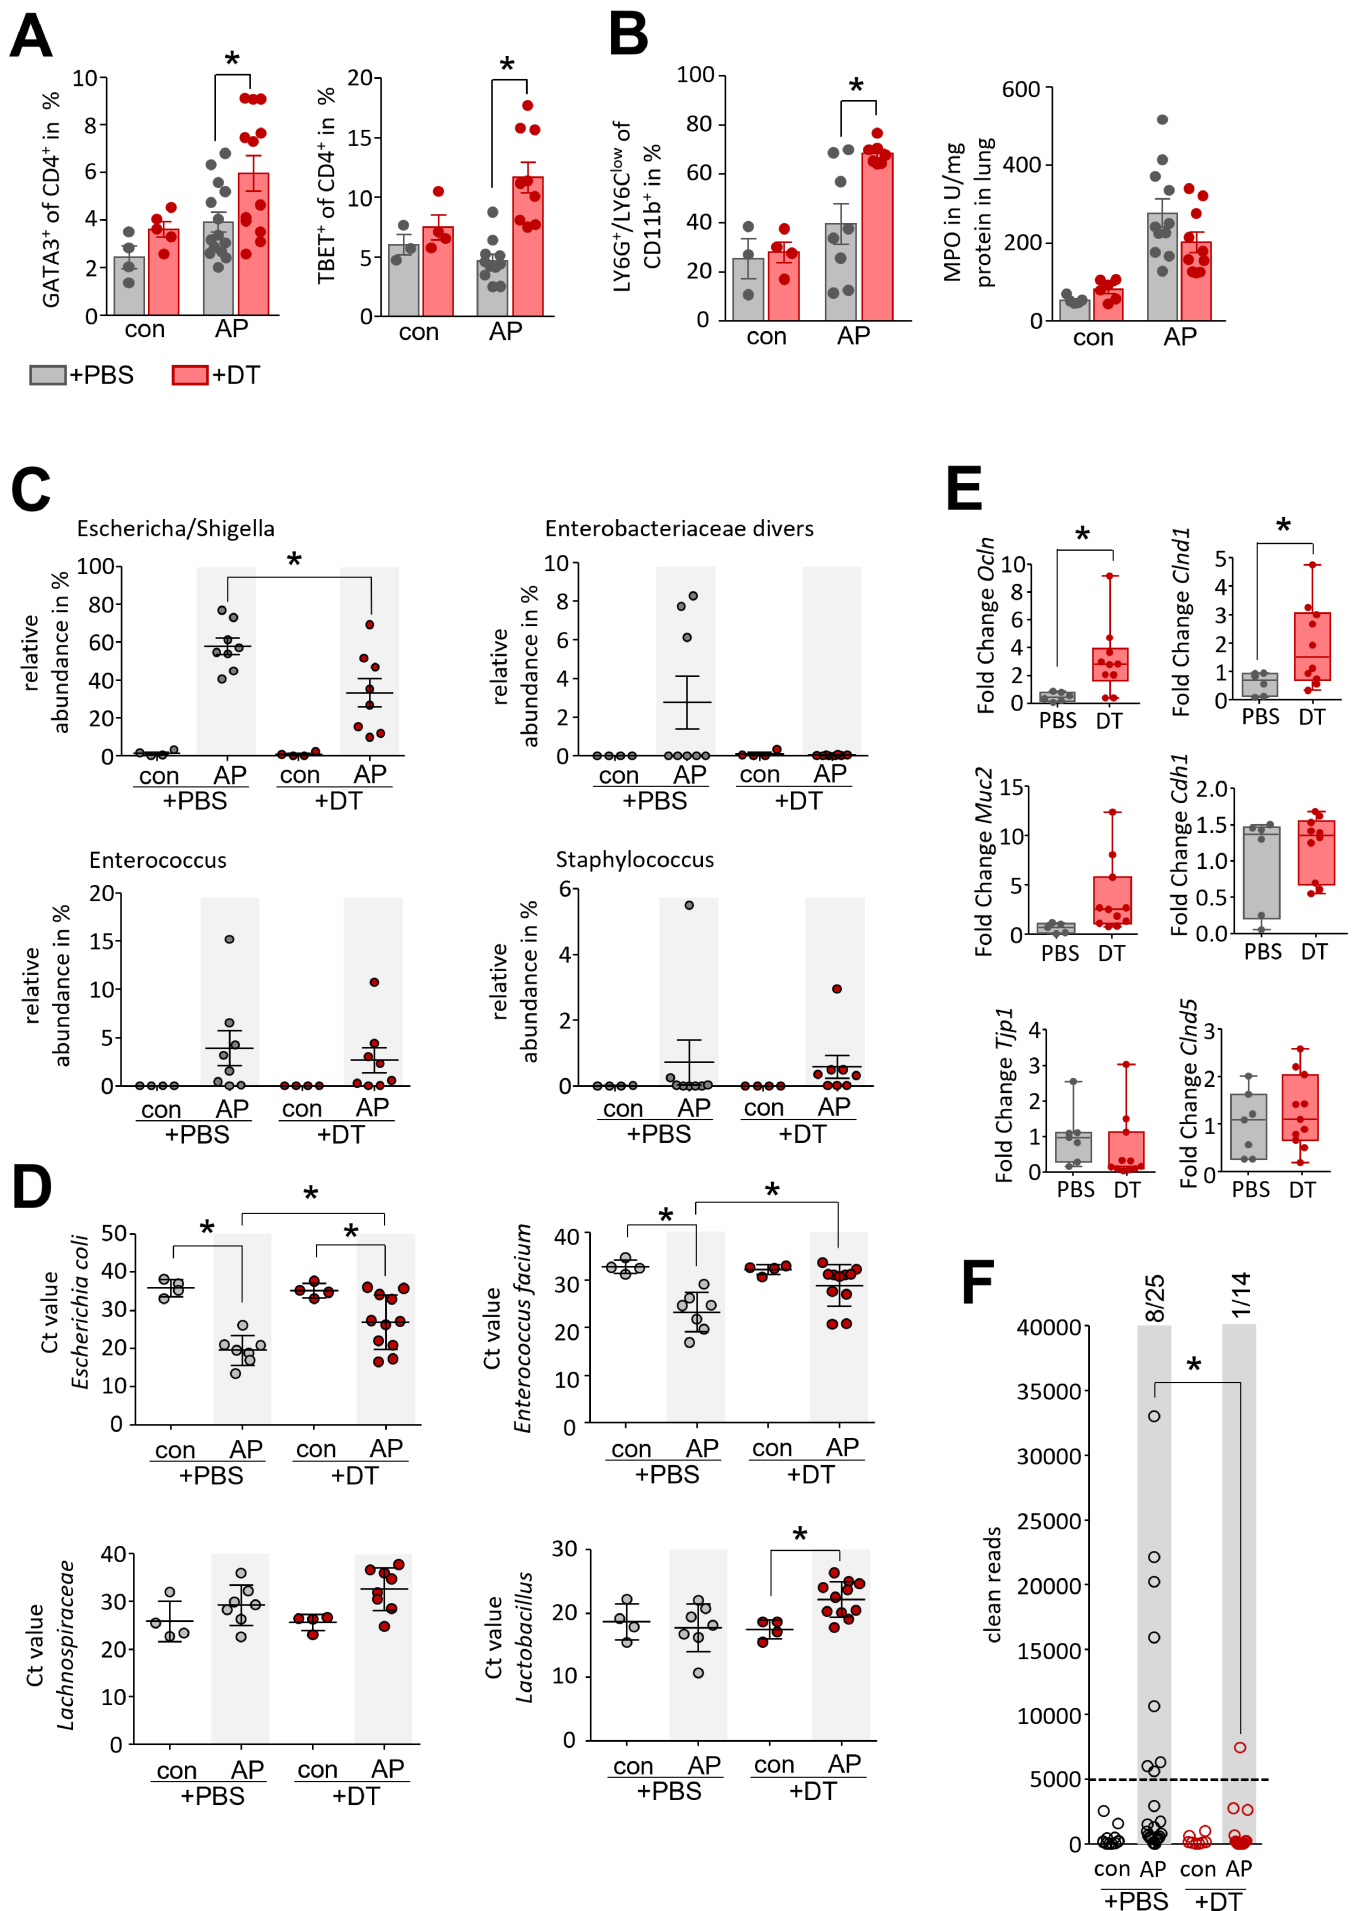 A
B
*
*
GATA3⁺ of CD4⁺ in %
10
8
6
4
2
0
con
AP
TBET⁺ of CD4⁺ in %
20
15
10
5
0
con
AP
*
LY6G⁺/LY6Cˡᵒʷ of
CD11b⁺ in %
100
80
60
40
20
0
con
AP
MPO in U/mg
protein in lung
600
400
200
0
con
AP
+PBS
+DT
C
Eschericha/Shigella
*
relative
abundance in %
100
80
60
40
20
0
con
AP
con
AP
+PBS
+DT
Enterobacteriaceae divers
relative
abundance in %
10
8
6
4
2
0
con
AP
con
AP
+PBS
+DT
Enterococcus
relative
abundance in %
20
15
10
5
0
con
AP
con
AP
+PBS
+DT
Staphylococcus
relative
abundance in %
6
4
2
0
con
AP
con
AP
+PBS
+DT
D
*
*
*
Ct value
Escherichia coli
50
40
30
20
10
0
con
AP
con
AP
+PBS
+DT
*
*
Ct value
Enterococcus facium
40
30
20
10
0
con
AP
con
AP
+PBS
+DT
Ct value
Lachnospiraceae
40
30
20
10
0
con
AP
con
AP
+PBS
+DT
*
Ct value
Lactobacillus
30
20
10
0
con
AP
con
AP
+PBS
+DT
E
*
Fold Change Ocln
10
8
6
4
2
0
PBS
DT
*
Fold Change Clnd1
5
4
3
2
1
0
PBS
DT
Fold Change Muc2
15
10
5
0
PBS
DT
Fold Change Cdh1
2.0
1.5
1.0
0.5
0.0
PBS
DT
Fold Change Tjp1
4
3
2
1
0
PBS
DT
Fold Change Clnd5
3
2
1
0
PBS
DT
F
8/25
1/14
*
clean reads
40000
35000
30000
25000
20000
15000
10000
5000
0
con
AP
con
AP
+PBS
+DT